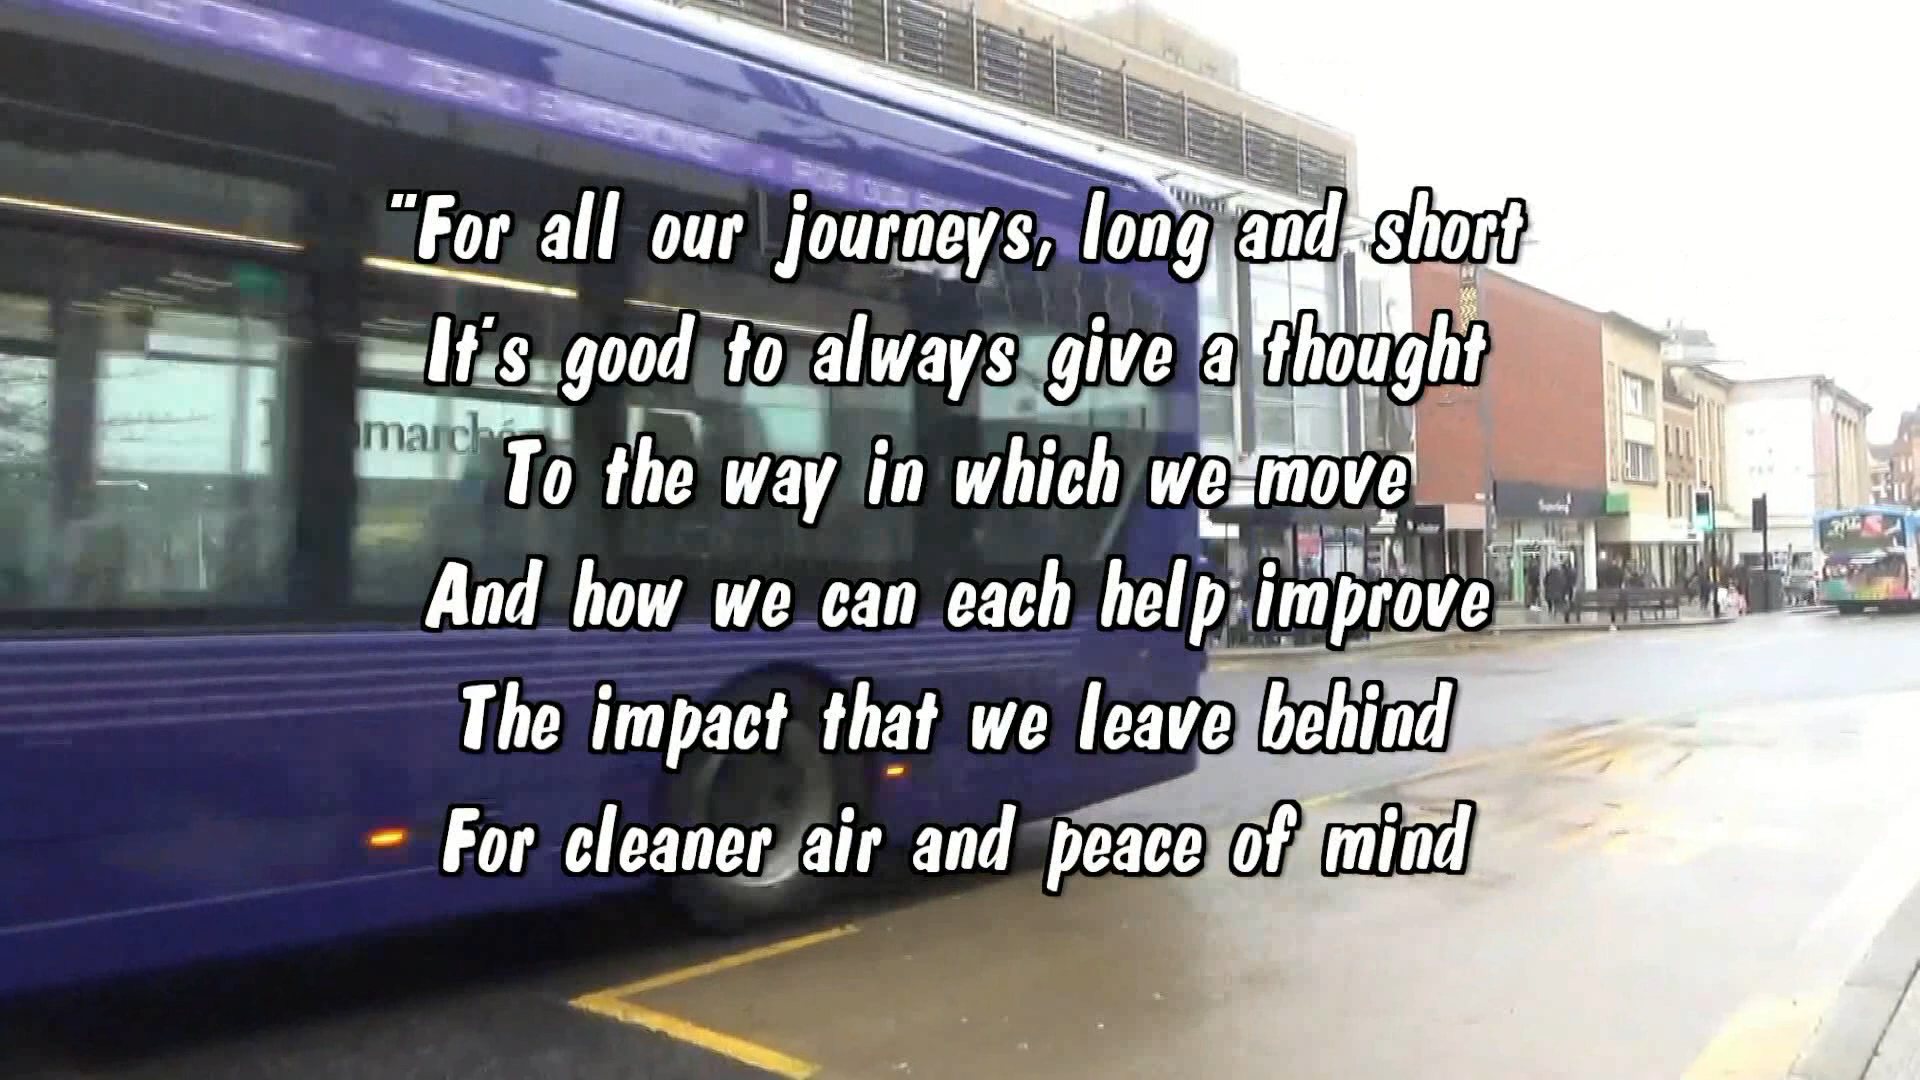 ZERO EMISSIONS
"For all our journeys, long and short
It's good to always give a thought
To the way in which we move
And how we can each help improve
The impact that we leave behind
For cleaner air and peace of mind